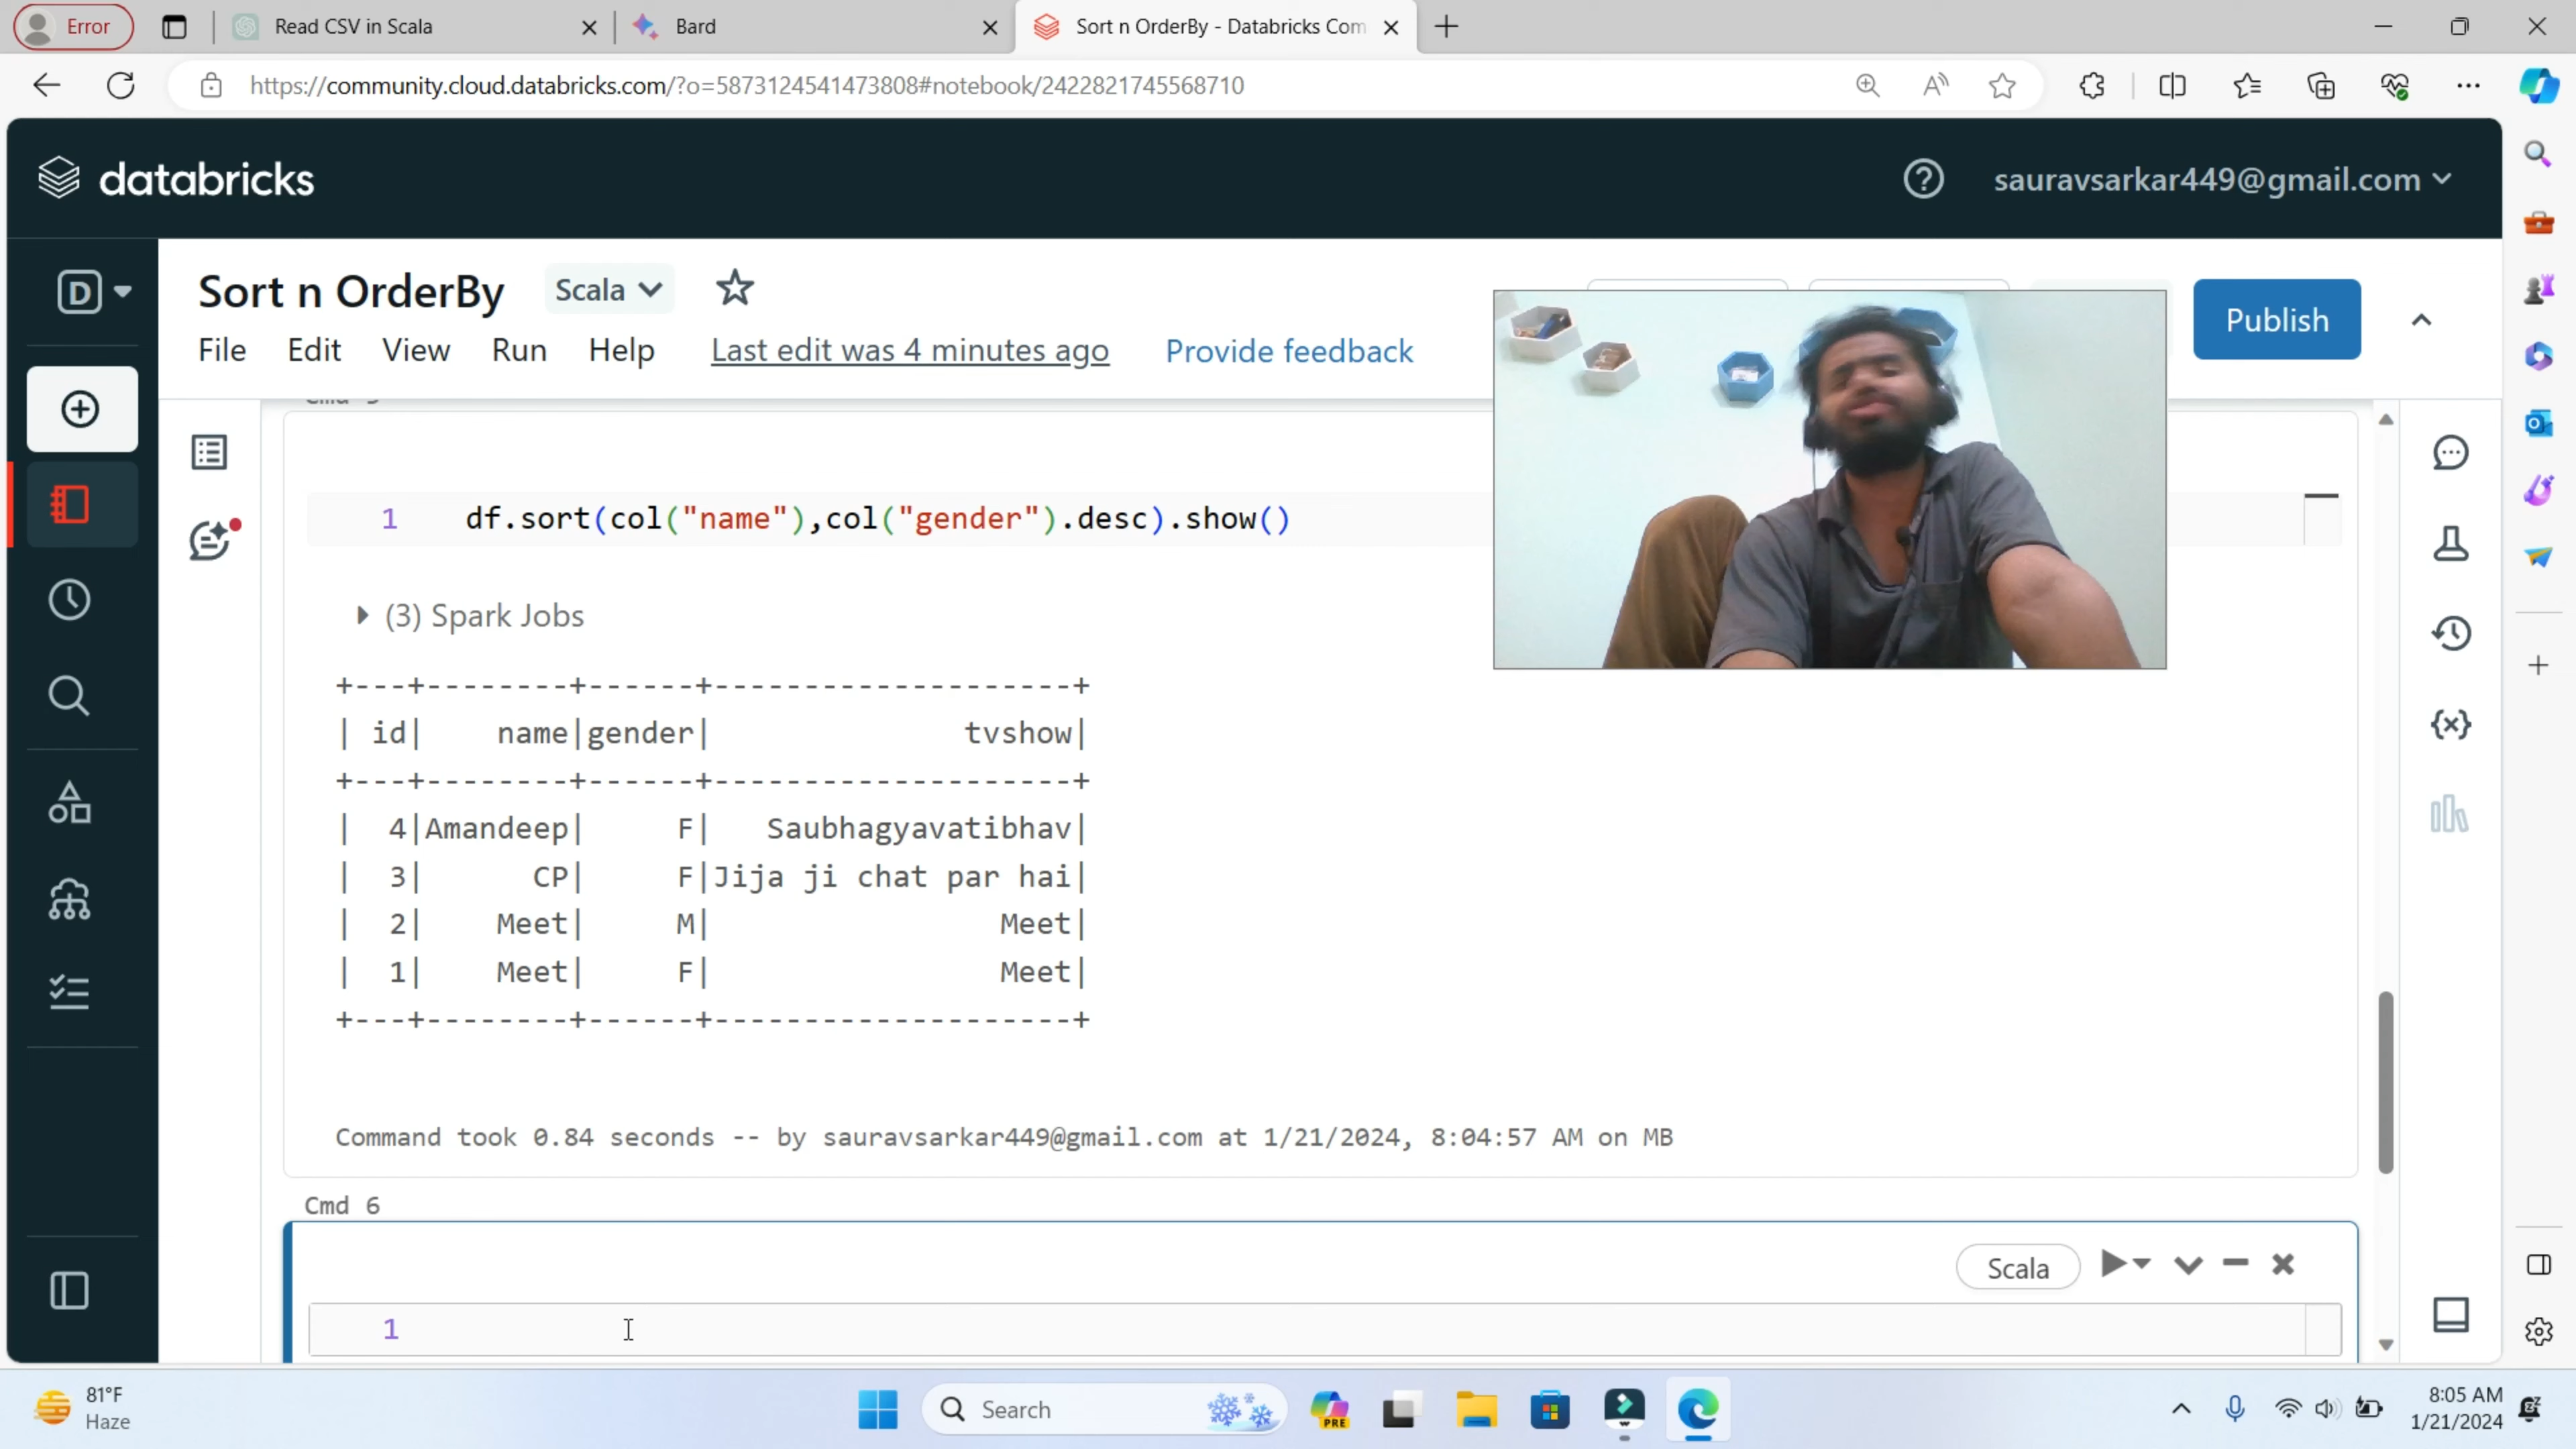 Error
Read CSV in Scala
Bard
Sort n OrderBy - Databricks Com
https://community.cloud.databricks.com/?o=5873124541473808#notebook/2422821745568710
databricks
sauravsarkar449@gmail.com
D
Sort n OrderBy
Scala
File Edit View Run Help Last edit was 4 minutes ago Provide feedback
Publish
1 df.sort(col("name"),col("gender").desc).show()
(3) Spark Jobs
+---+--------+------+--------------------+
| id|    name|gender|              tvshow|
+---+--------+------+--------------------+
|  4|Amandeep|     F|    Saubhagyavatibhav|
|  3|      CP|     F|Jija ji chat par hai|
|  2|    Meet|     M|                Meet|
|  1|    Meet|     F|                Meet|
+---+--------+------+--------------------+
Command took 0.84 seconds -- by sauravsarkar449@gmail.com at 1/21/2024, 8:04:57 AM on MB
Cmd 6
Scala
1
81°F
Haze
Search
PRE
8:05 AM
1/21/2024